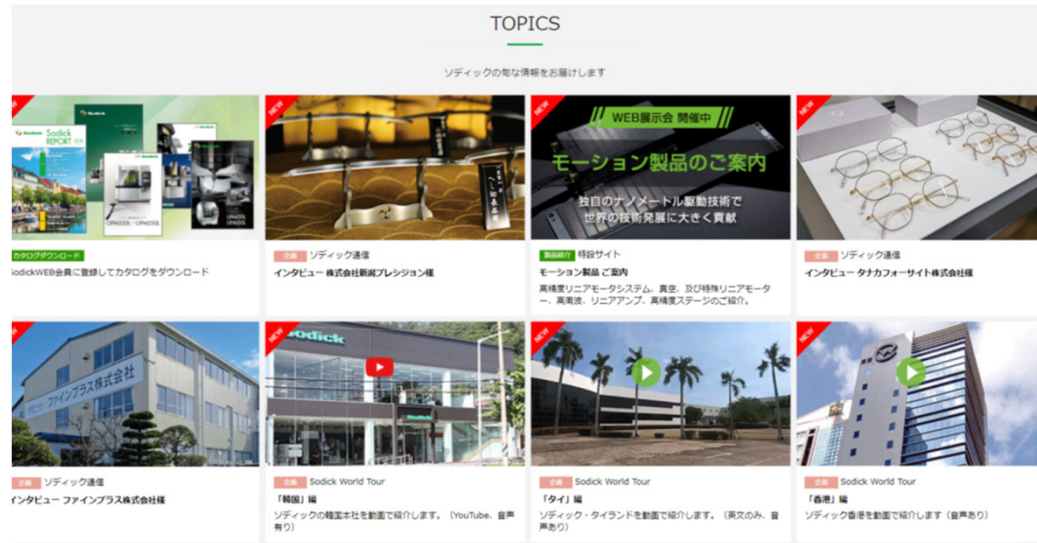 TOPICS
ソディックの旬な情報をお届けします
NEW
Sodick
REPORT
カタログダウンロード
SodickWEB会員に登録してカタログをダウンロード
NEW
企画 ソディック通信
インタビュー 株式会社新潟プレシジョン様
NEW
WEB展示会 開催中
モーション製品のご案内
独自のナノメートル駆動技術で
世界の技術発展に大きく貢献
製品紹介 特設サイト
モーション製品 ご案内
高精度リニアモータシステム、真空、及び特殊リニアモータ
ー、高周波、リニアアンプ、高精度ステージのご紹介。
NEW
企画 ソディック通信
インタビュー タナカフォーサイト株式会社様
NEW
ファインプラス株式会社
企画 ソディック通信
インタビュー ファインプラス株式会社様
NEW
Sodick
企画 Sodick World Tour
「韓国」編
ソディックの韓国本社を動画で紹介します。（YouTube、音声
有り）
NEW
企画 Sodick World Tour
「タイ」編
ソディック・タイランドを動画で紹介します。（英文のみ、音
声あり）
NEW
企画 Sodick World Tour
「香港」編
ソディック香港を動画で紹介します（音声あり）